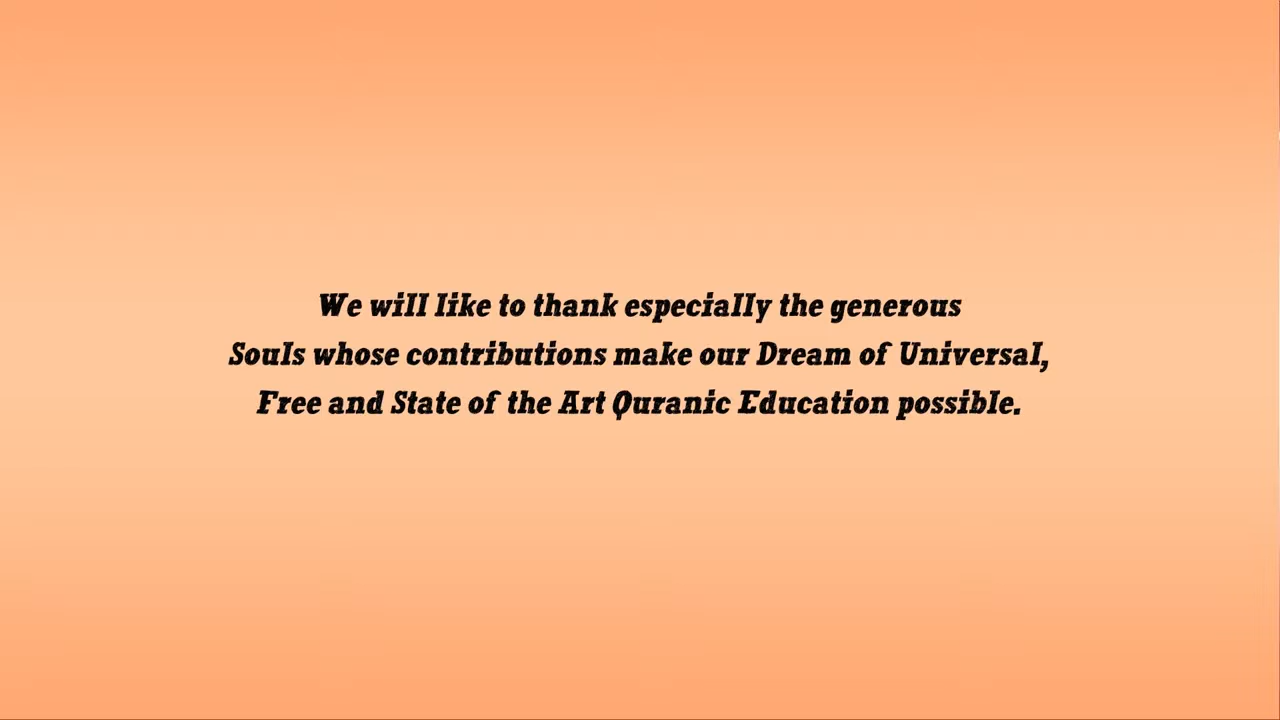 We will like to thank especially the generous
Souls whose contributions make our Dream of Universal,
Free and State of the Art Quranic Education possible.